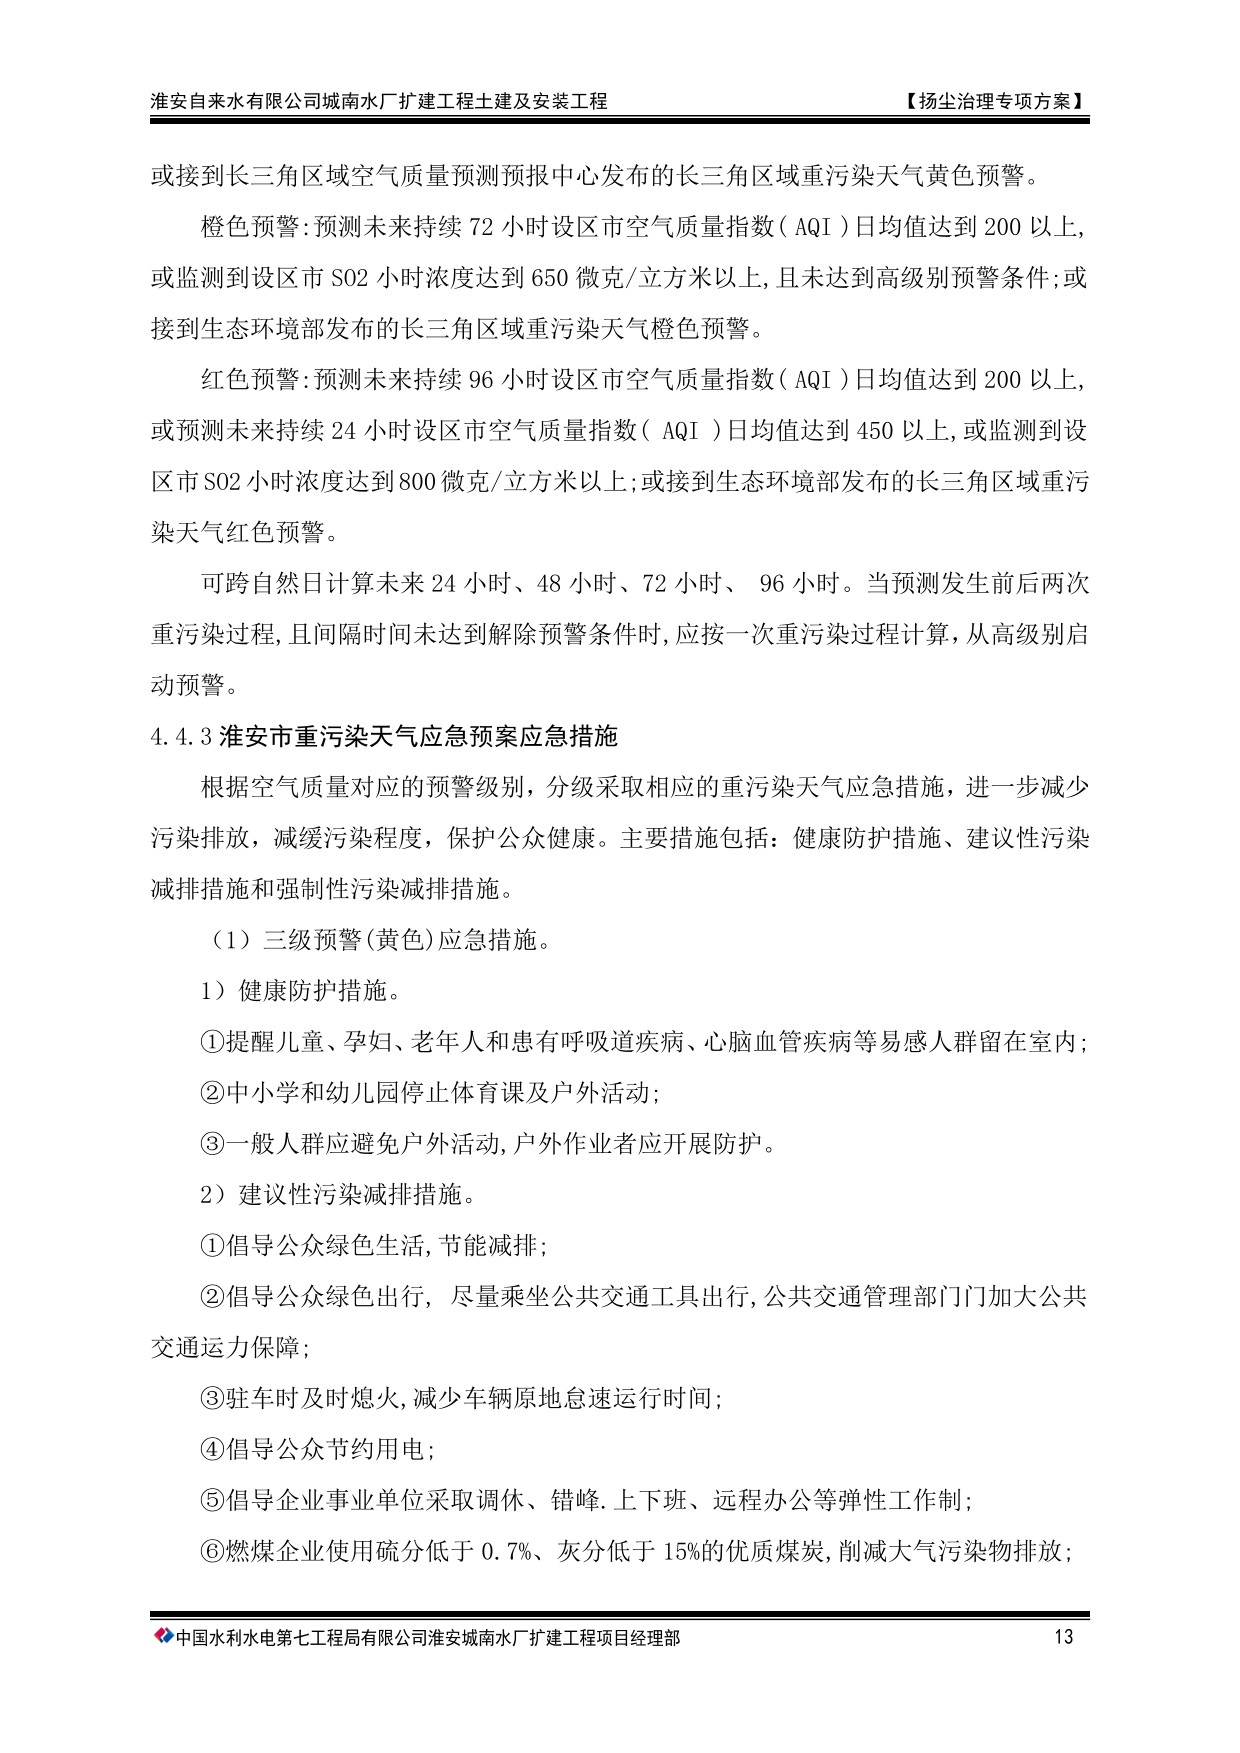 淮安自来水有限公司城南水厂扩建工程土建及安装工程 【扬尘治理专项方案】
或接到长三角区域空气质量预测预报中心发布的长三角区域重污染天气黄色预警。
橙色预警:预测未来持续 72 小时设区市空气质量指数( AQI )日均值达到 200 以上,
或监测到设区市 SO2 小时浓度达到 650 微克/立方米以上,且未达到高级别预警条件;或
接到生态环境部发布的长三角区域重污染天气橙色预警。
红色预警:预测未来持续 96 小时设区市空气质量指数( AQI )日均值达到 200 以上,
或预测未来持续 24 小时设区市空气质量指数( AQI )日均值达到 450 以上,或监测到设
区市 SO2 小时浓度达到 800 微克/立方米以上;或接到生态环境部发布的长三角区域重污
染天气红色预警。
可跨自然日计算未来 24 小时、48 小时、72 小时、 96 小时。当预测发生前后两次
重污染过程,且间隔时间未达到解除预警条件时,应按一次重污染过程计算，从高级别启
动预警。
4.4.3 淮安市重污染天气应急预案应急措施
根据空气质量对应的预警级别，分级采取相应的重污染天气应急措施，进一步减少
污染排放，减缓污染程度，保护公众健康。主要措施包括：健康防护措施、建议性污染
减排措施和强制性污染减排措施。
（1）三级预警(黄色)应急措施。
1）健康防护措施。
①提醒儿童、孕妇、老年人和患有呼吸道疾病、心脑血管疾病等易感人群留在室内;
②中小学和幼儿园停止体育课及户外活动;
③一般人群应避免户外活动,户外作业者应开展防护。
2）建议性污染减排措施。
①倡导公众绿色生活,节能减排;
②倡导公众绿色出行, 尽量乘坐公共交通工具出行,公共交通管理部门门加大公共
交通运力保障;
③驻车时及时熄火,减少车辆原地怠速运行时间;
④倡导公众节约用电;
⑤倡导企业事业单位采取调休、错峰.上下班、远程办公等弹性工作制;
⑥燃煤企业使用硫分低于 0.7%、灰分低于 15%的优质煤炭,削减大气污染物排放;
中国水利水电第七工程局有限公司淮安城南水厂扩建工程项目经理部 13